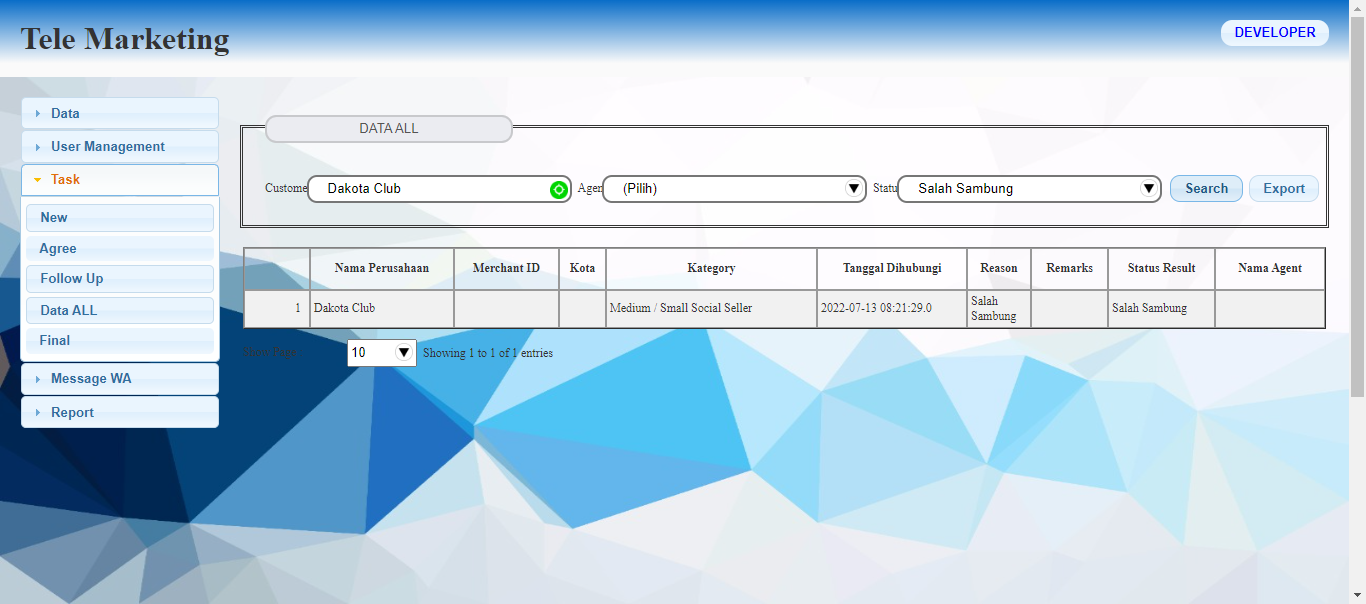 Tele Marketing
DEVELOPER
Data
User Management
Task
New
Agree
Follow Up
Data ALL
Final
Message WA
Report
DATA ALL
Custome Dakota Club Agen (Pilih) Statu Salah Sambung Search Export
Nama Perusahaan Merchant ID Kota Kategory Tanggal Dihubungi Reason Remarks Status Result Nama Agent
1 Dakota Club Medium / Small Social Seller 2022-07-13 08:21:29.0 Salah Sambung Salah Sambung
Show Page 10 Showing 1 to 1 of 1 entries